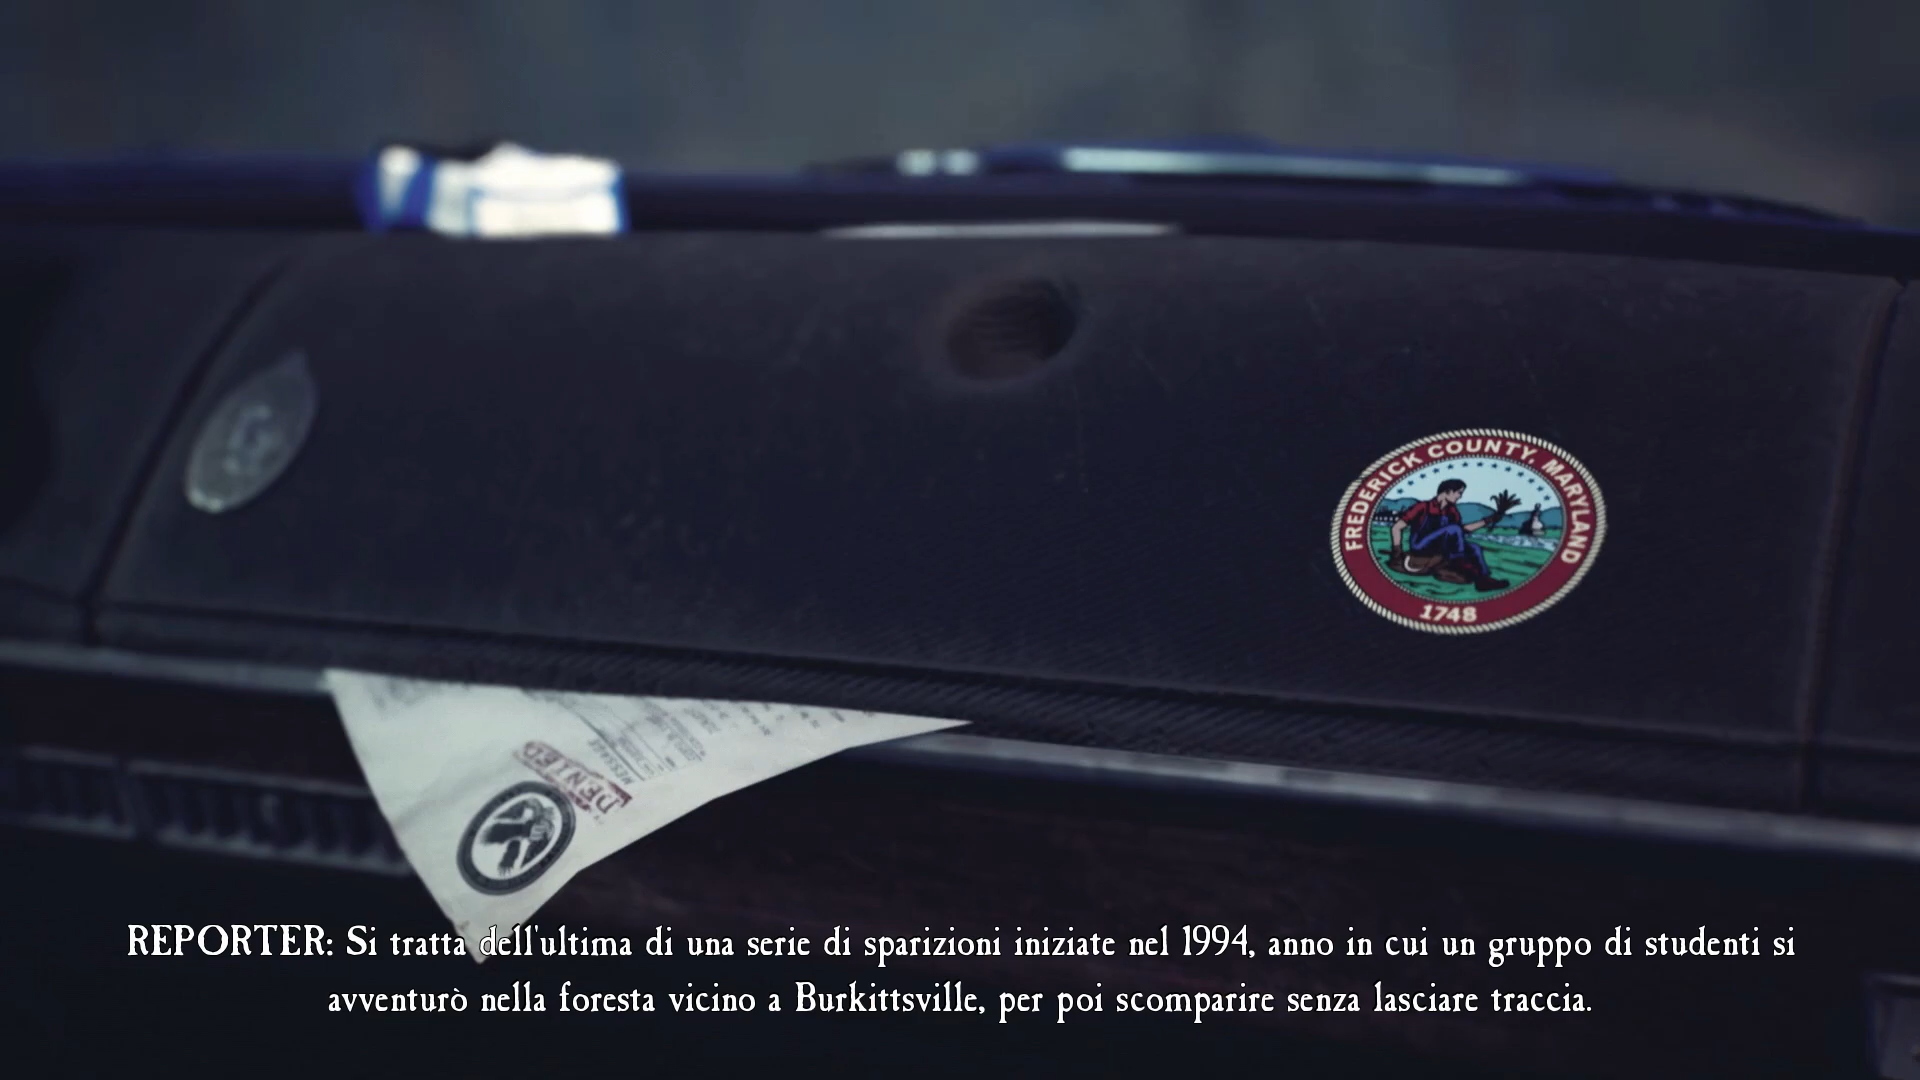 FREDERICK COUNTY, MARYLAND
1748
MESSAGE
DENIED
REPORTER: Si tratta dell'ultima di una serie di sparizioni iniziate nel 1994, anno in cui un gruppo di studenti si
avventurò nella foresta vicino a Burkittsville, per poi scomparire senza lasciare traccia.